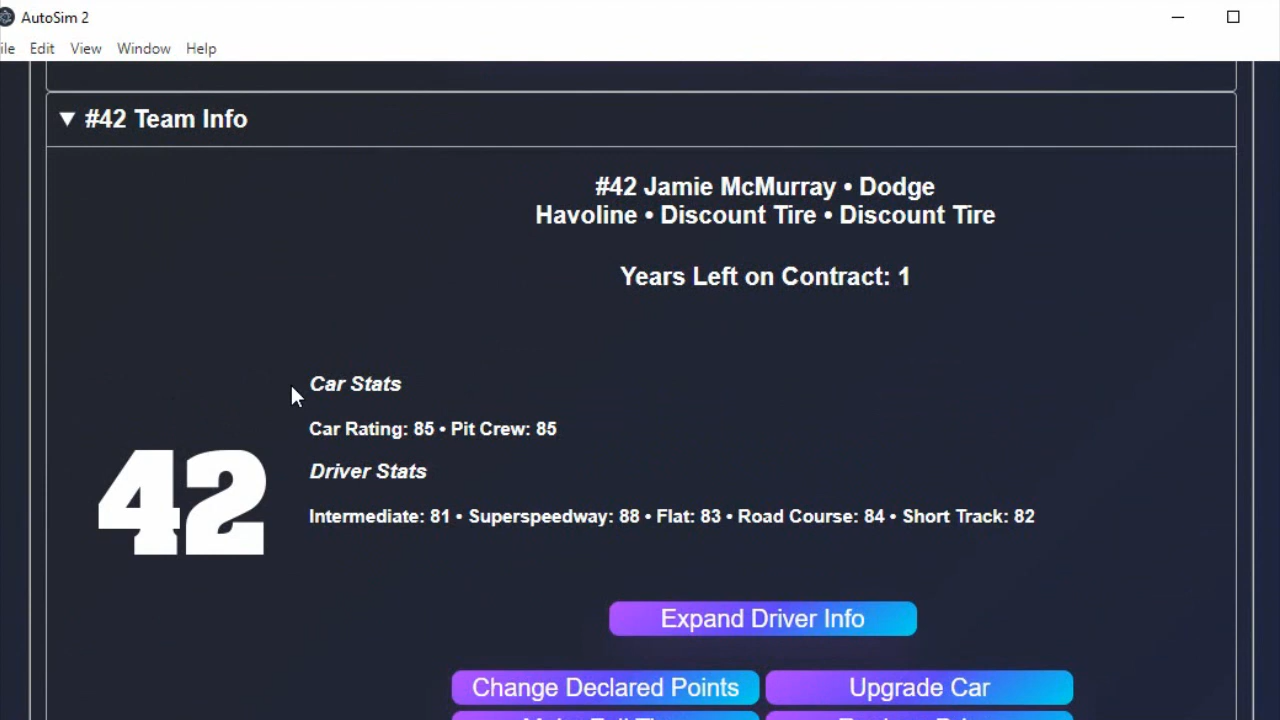 AutoSim 2
ile Edit View Window Help
▼ #42 Team Info
#42 Jamie McMurray • Dodge
Havoline • Discount Tire • Discount Tire
Years Left on Contract: 1
Car Stats
Car Rating: 85 • Pit Crew: 85
Driver Stats
42
Intermediate: 81 • Superspeedway: 88 • Flat: 83 • Road Course: 84 • Short Track: 82
Expand Driver Info
Change Declared Points Upgrade Car